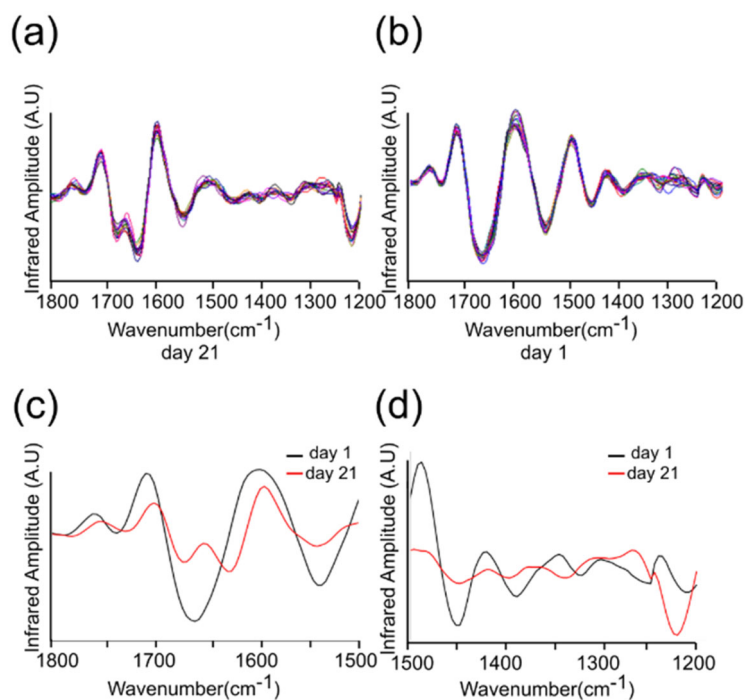 (a)
(b)
Infrared Amplitude (A.U)
Infrared Amplitude (A.U)
1800 1700 1600 1500 1400 1300 1200
1800 1700 1600 1500 1400 1300 1200
Wavenumber(cm-1)
Wavenumber(cm-1)
day 21
day 1
(c)
(d)
Infrared Amplitude (A.U)
day 1
day 21
Infrared Amplitude (A.U)
day 1
day 21
1800 1700 1600 1500
1500 1400 1300 1200
Wavenumber(cm-1)
Wavenumber(cm-1)